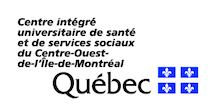 Centre intégré
universitaire de santé
et de services sociaux
du Centre-Ouest-
de-l'Île-de-Montréal
Québec